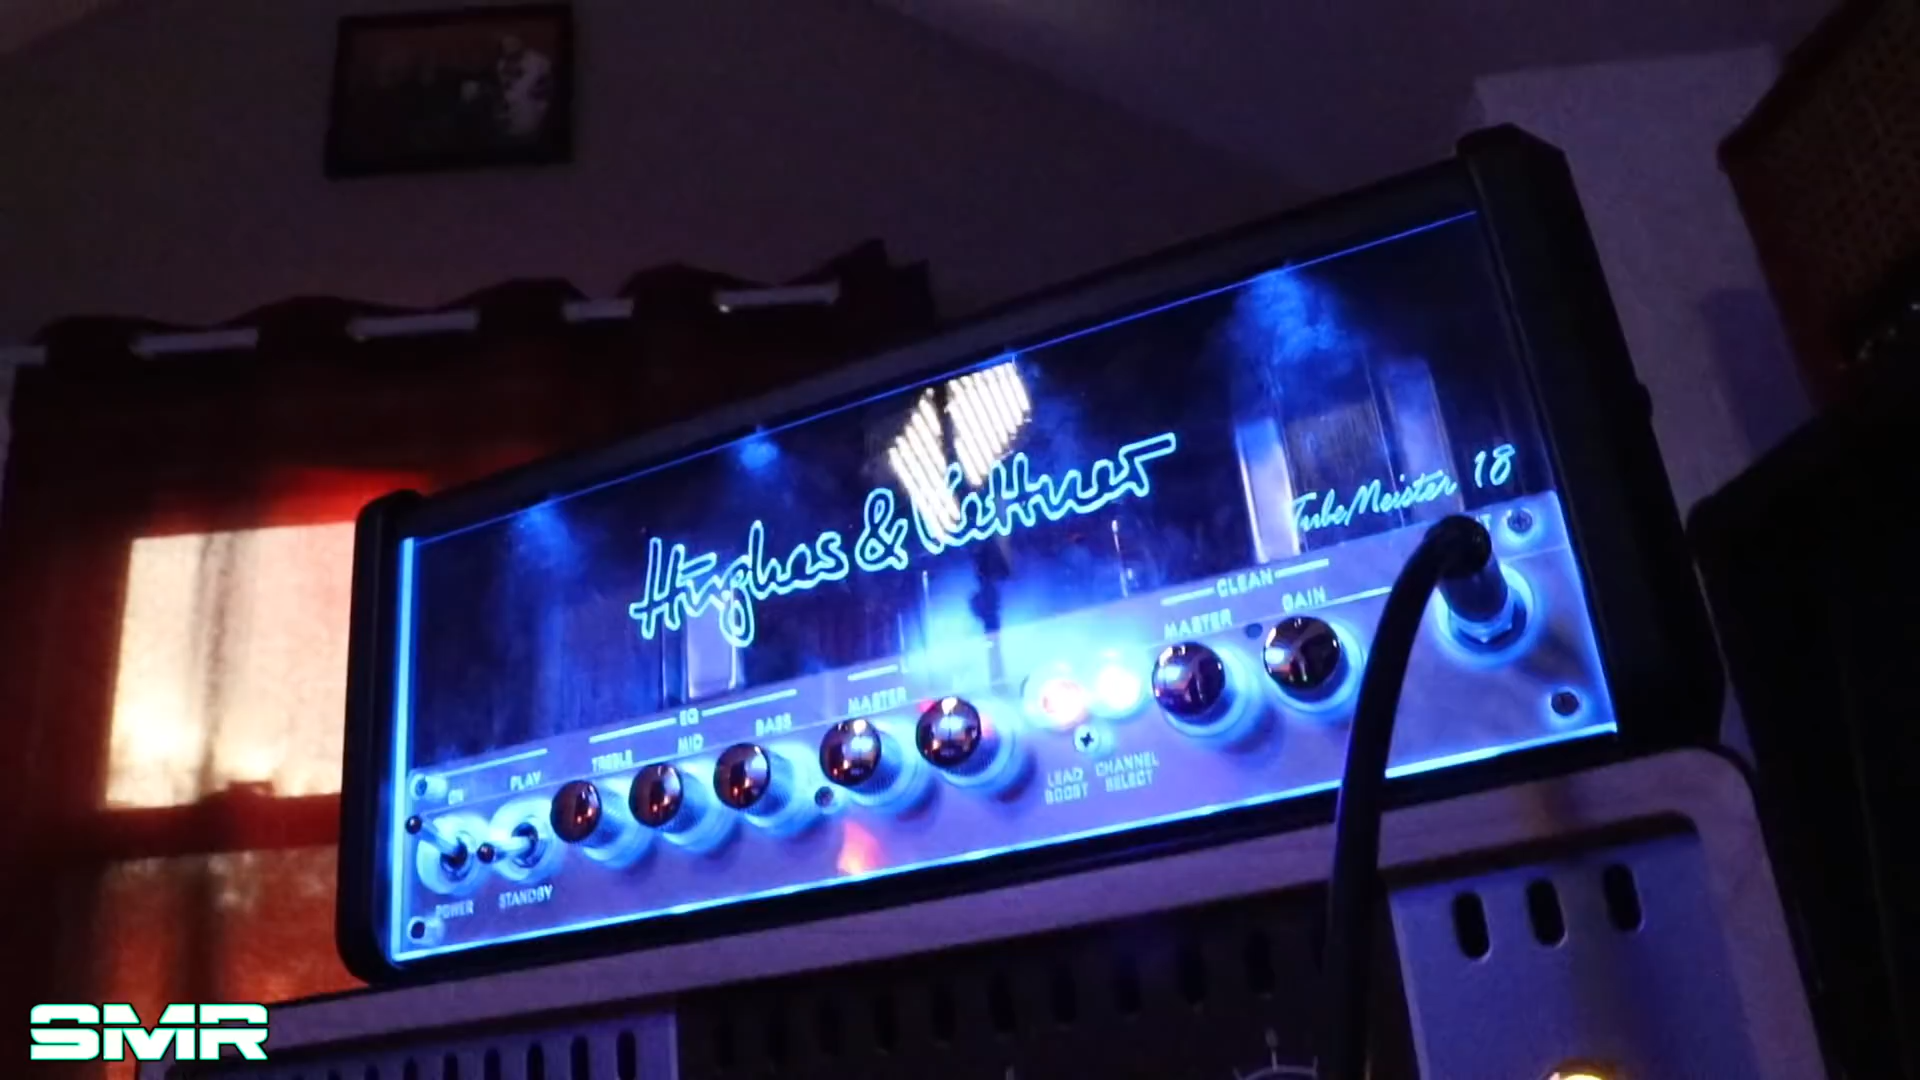 Hughes & Kettner
TubeMeister 18
CLEAN
MASTER
GAIN
EQ
MASTER
TREBLE
MID
BASS
ON
PLAY
LEAD BOOST
CHANNEL SELECT
POWER
STANDBY
SMR